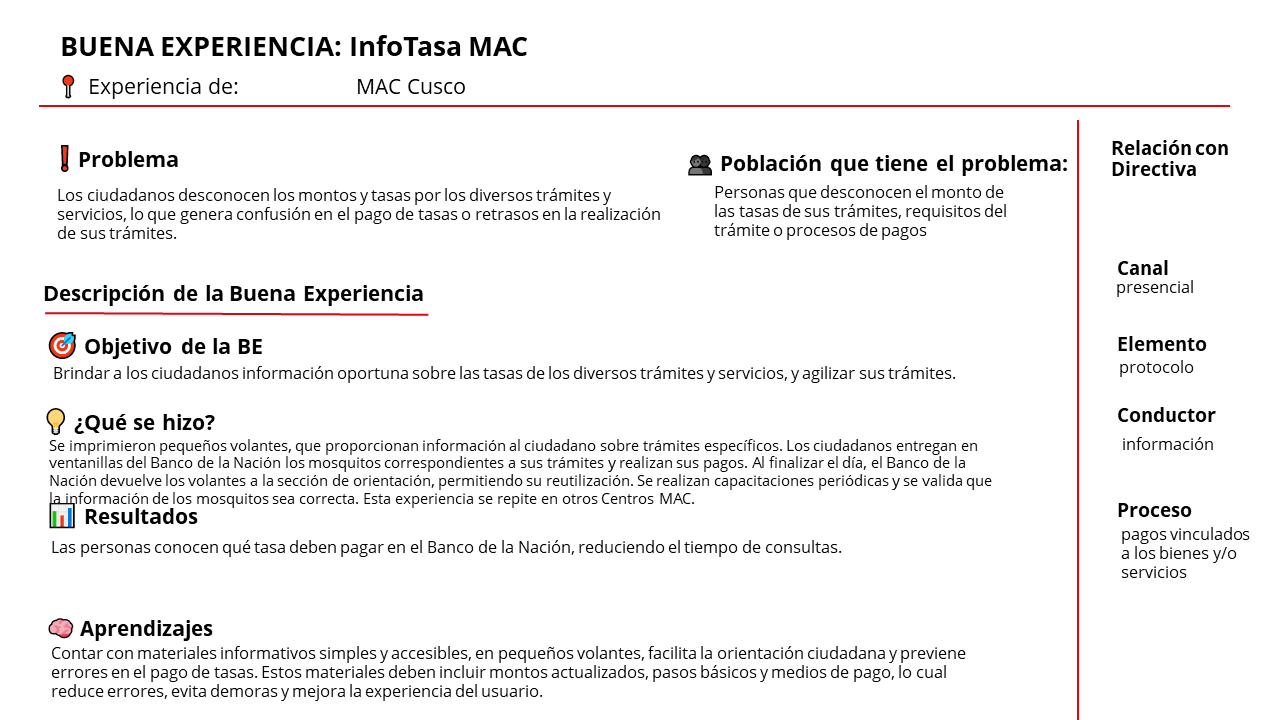 BUENA EXPERIENCIA: InfoTasa MAC
Experiencia de: MAC Cusco
Problema
Los ciudadanos desconocen los montos y tasas por los diversos trámites y
servicios, lo que genera confusión en el pago de tasas o retrasos en la realización
de sus trámites.
Población que tiene el problema:
Personas que desconocen el monto de
las tasas de sus trámites, requisitos del
trámite o procesos de pagos
Descripción de la Buena Experiencia
Objetivo de la BE
Brindar a los ciudadanos información oportuna sobre las tasas de los diversos trámites y servicios, y agilizar sus trámites.
¿Qué se hizo?
Se imprimieron pequeños volantes, que proporcionan información al ciudadano sobre trámites específicos. Los ciudadanos entregan en
ventanillas del Banco de la Nación los mosquitos correspondientes a sus trámites y realizan sus pagos. Al finalizar el día, el Banco de la
Nación devuelve los volantes a la sección de orientación, permitiendo su reutilización. Se realizan capacitaciones periódicas y se valida que
la información de los mosquitos sea correcta. Esta experiencia se repite en otros Centros MAC.
Resultados
Las personas conocen qué tasa deben pagar en el Banco de la Nación, reduciendo el tiempo de consultas.
Aprendizajes
Contar con materiales informativos simples y accesibles, en pequeños volantes, facilita la orientación ciudadana y previene
errores en el pago de tasas. Estos materiales deben incluir montos actualizados, pasos básicos y medios de pago, lo cual
reduce errores, evita demoras y mejora la experiencia del usuario.
Relación con
Directiva
Canal
presencial
Elemento
protocolo
Conductor
información
Proceso
pagos vinculados
a los bienes y/o
servicios